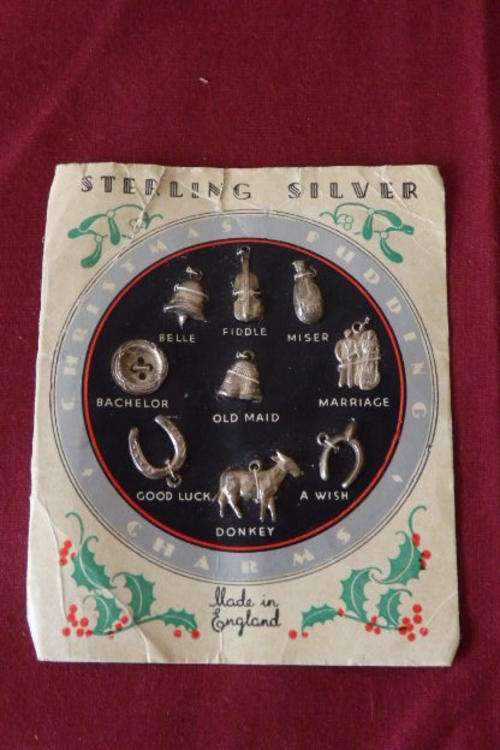 STERLING SILVER
CHRISTMAS PUDDING
BELLE
FIDDLE
MISER
BACHELOR
OLD MAID
MARRIAGE
GOOD LUCK
DONKEY
A WISH
CHARMS
Made in
England